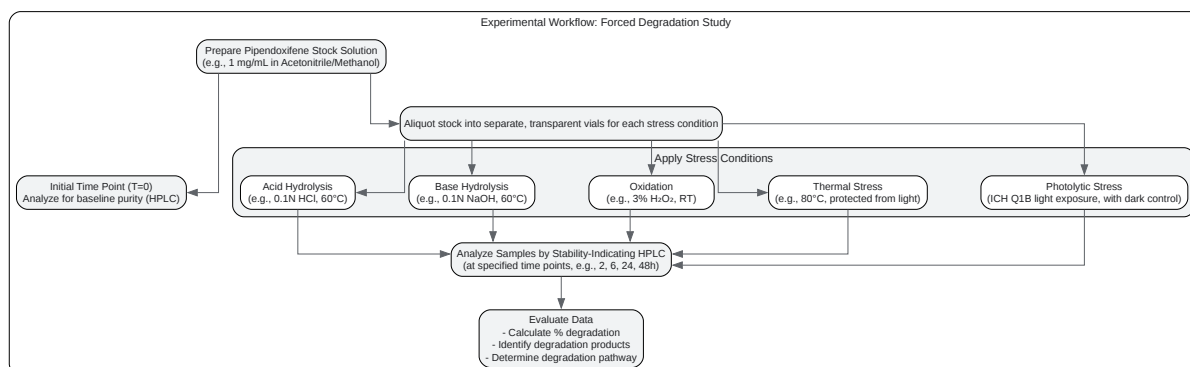 Experimental Workflow: Forced Degradation Study
Prepare Pipendoxifene Stock Solution
(e.g., 1 mg/mL in Acetonitrile/Methanol)
Aliquot stock into separate, transparent vials for each stress condition
Apply Stress Conditions
Initial Time Point (T=0)
Analyze for baseline purity (HPLC)
Acid Hydrolysis
(e.g., 0.1N HCl, 60°C)
Base Hydrolysis
(e.g., 0.1N NaOH, 60°C)
Oxidation
(e.g., 3% H₂O₂, RT)
Thermal Stress
(e.g., 80°C, protected from light)
Photolytic Stress
(ICH Q1B light exposure, with dark control)
Analyze Samples by Stability-Indicating HPLC
(at specified time points, e.g., 2, 6, 24, 48h)
Evaluate Data
- Calculate % degradation
- Identify degradation products
- Determine degradation pathway